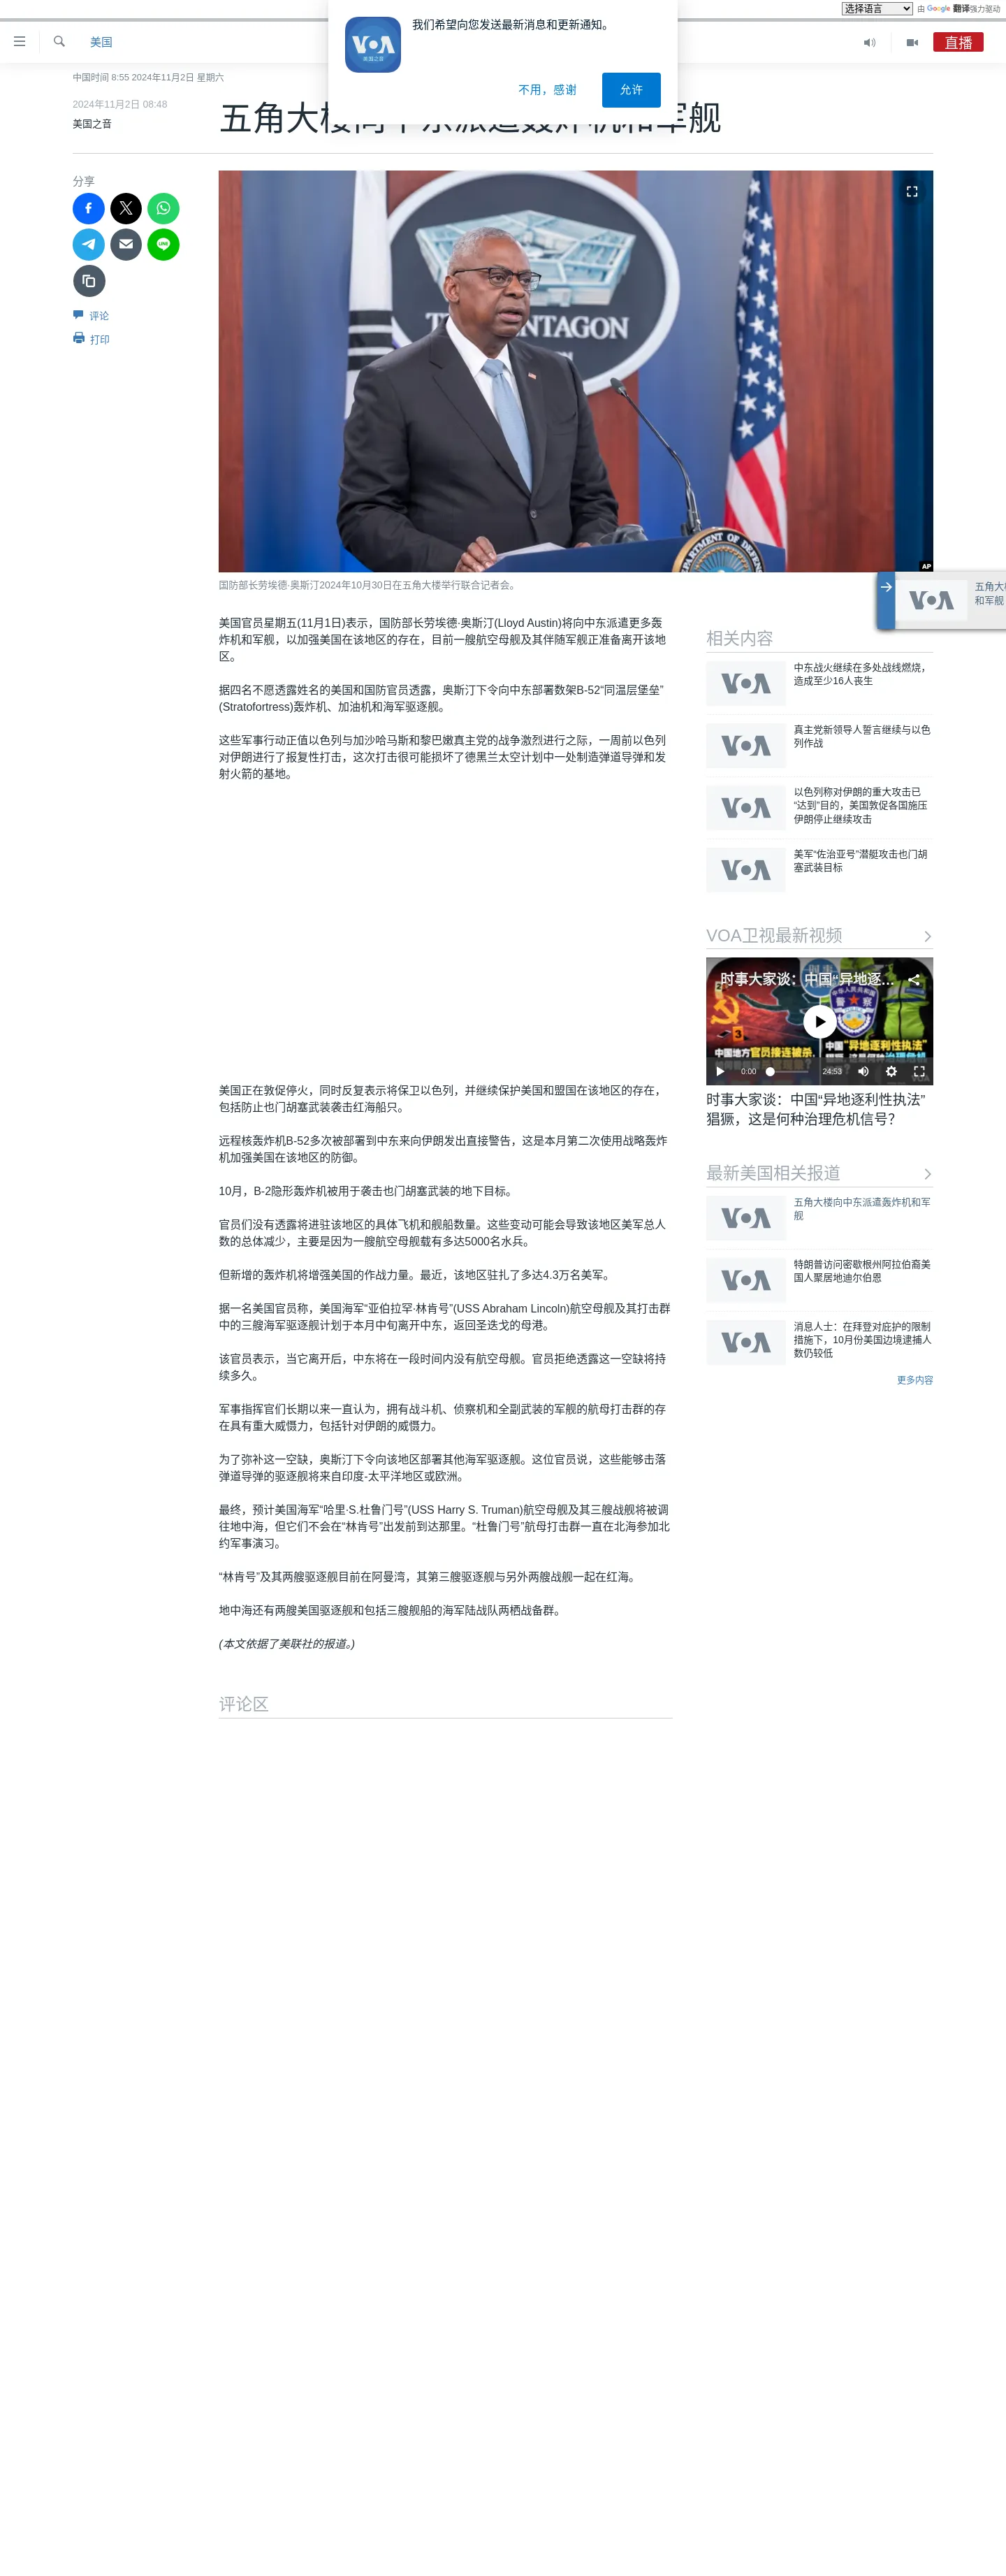 选择语言
由 Google 翻译强力驱动
我们希望向您发送最新消息和更新通知。
VOA
美国之音
不用，感谢
允许
美国
直播
中国时间 8:55 2024年11月2日 星期六
2024年11月2日 08:48
美国之音
五角大楼向中东派遣轰炸机和军舰
分享
评论
打印
PENTAGON
AP
国防部长劳埃德·奥斯汀2024年10月30日在五角大楼举行联合记者会。
美国官员星期五(11月1日)表示，国防部长劳埃德·奥斯汀(Lloyd Austin)将向中东派遣更多轰
炸机和军舰，以加强美国在该地区的存在，目前一艘航空母舰及其伴随军舰正准备离开该地
区。
据四名不愿透露姓名的美国和国防官员透露，奥斯汀下令向中东部署数架B-52“同温层堡垒”
(Stratofortress)轰炸机、加油机和海军驱逐舰。
这些军事行动正值以色列与加沙哈马斯和黎巴嫩真主党的战争激烈进行之际，一周前以色列
对伊朗进行了报复性打击，这次打击很可能损坏了德黑兰太空计划中一处制造弹道导弹和发
射火箭的基地。
美国正在敦促停火，同时反复表示将保卫以色列，并继续保护美国和盟国在该地区的存在，
包括防止也门胡塞武装袭击红海船只。
远程核轰炸机B-52多次被部署到中东来向伊朗发出直接警告，这是本月第二次使用战略轰炸
机加强美国在该地区的防御。
10月，B-2隐形轰炸机被用于袭击也门胡塞武装的地下目标。
官员们没有透露将进驻该地区的具体飞机和舰船数量。这些变动可能会导致该地区美军总人
数的总体减少，主要是因为一艘航空母舰载有多达5000名水兵。
但新增的轰炸机将增强美国的作战力量。最近，该地区驻扎了多达4.3万名美军。
据一名美国官员称，美国海军“亚伯拉罕·林肯号”(USS Abraham Lincoln)航空母舰及其打击群
中的三艘海军驱逐舰计划于本月中旬离开中东，返回圣迭戈的母港。
该官员表示，当它离开后，中东将在一段时间内没有航空母舰。官员拒绝透露这一空缺将持
续多久。
军事指挥官们长期以来一直认为，拥有战斗机、侦察机和全副武装的军舰的航母打击群的存
在具有重大威慑力，包括针对伊朗的威慑力。
为了弥补这一空缺，奥斯汀下令向该地区部署其他海军驱逐舰。这位官员说，这些能够击落
弹道导弹的驱逐舰将来自印度-太平洋地区或欧洲。
最终，预计美国海军“哈里·S.杜鲁门号”(USS Harry S. Truman)航空母舰及其三艘战舰将被调
往地中海，但它们不会在“林肯号”出发前到达那里。“杜鲁门号”航母打击群一直在北海参加北
约军事演习。
“林肯号”及其两艘驱逐舰目前在阿曼湾，其第三艘驱逐舰与另外两艘战舰一起在红海。
地中海还有两艘美国驱逐舰和包括三艘舰船的海军陆战队两栖战备群。
(本文依据了美联社的报道。)
评论区
VOA
五角大楼
和军舰
相关内容
VOA
中东战火继续在多处战线燃烧，
造成至少16人丧生
VOA
真主党新领导人誓言继续与以色
列作战
VOA
以色列称对伊朗的重大攻击已
“达到”目的，美国敦促各国施压
伊朗停止继续攻击
VOA
美军“佐治亚号”潜艇攻击也门胡
塞武装目标
VOA卫视最新视频
时事大家谈：中国“异地逐...
中国地方官员接连被杀，
中国“异地逐利性执法”
0:00
24:53
时事大家谈：中国“异地逐利性执法”
猖獗，这是何种治理危机信号？
最新美国相关报道
VOA
五角大楼向中东派遣轰炸机和军
舰
VOA
特朗普访问密歇根州阿拉伯裔美
国人聚居地迪尔伯恩
VOA
消息人士：在拜登对庇护的限制
措施下，10月份美国边境逮捕人
数仍较低
更多内容